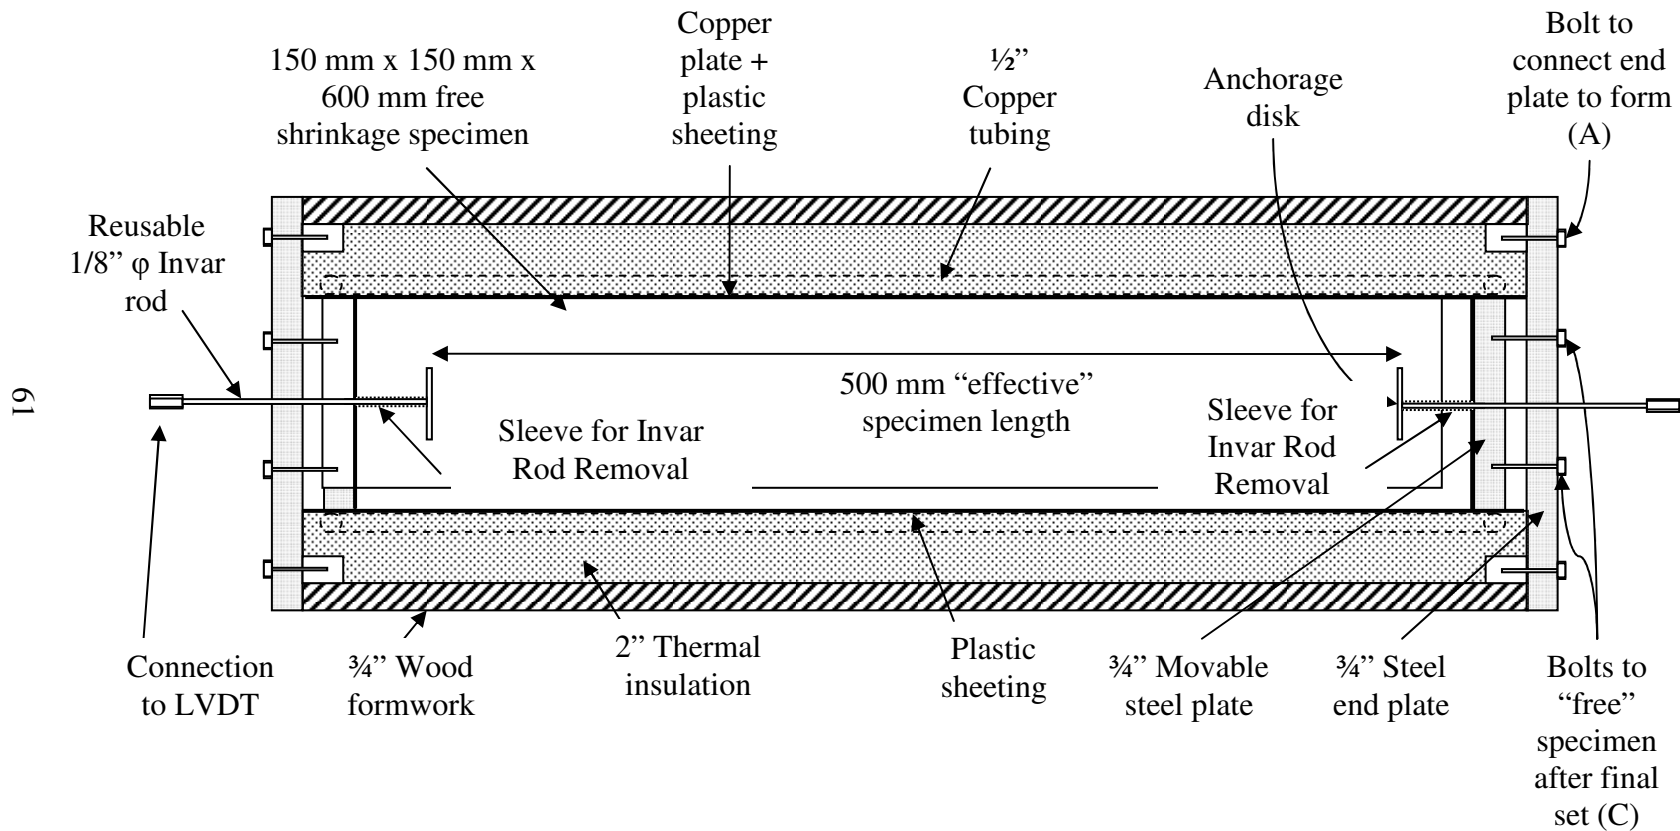 150 mm x 150 mm x
600 mm free
shrinkage specimen
Copper
plate +
plastic
sheeting
½”
Copper
tubing
Anchorage
disk
Bolt to
connect end
plate to form
(A)
Reusable
1/8” φ Invar
rod
500 mm “effective”
specimen length
Sleeve for Invar
Rod Removal
Sleeve for
Invar Rod
Removal
61
Connection
to LVDT
¾” Wood
formwork
2” Thermal
insulation
Plastic
sheeting
¾” Movable
steel plate
¾” Steel
end plate
Bolts to
“free”
specimen
after final
set (C)